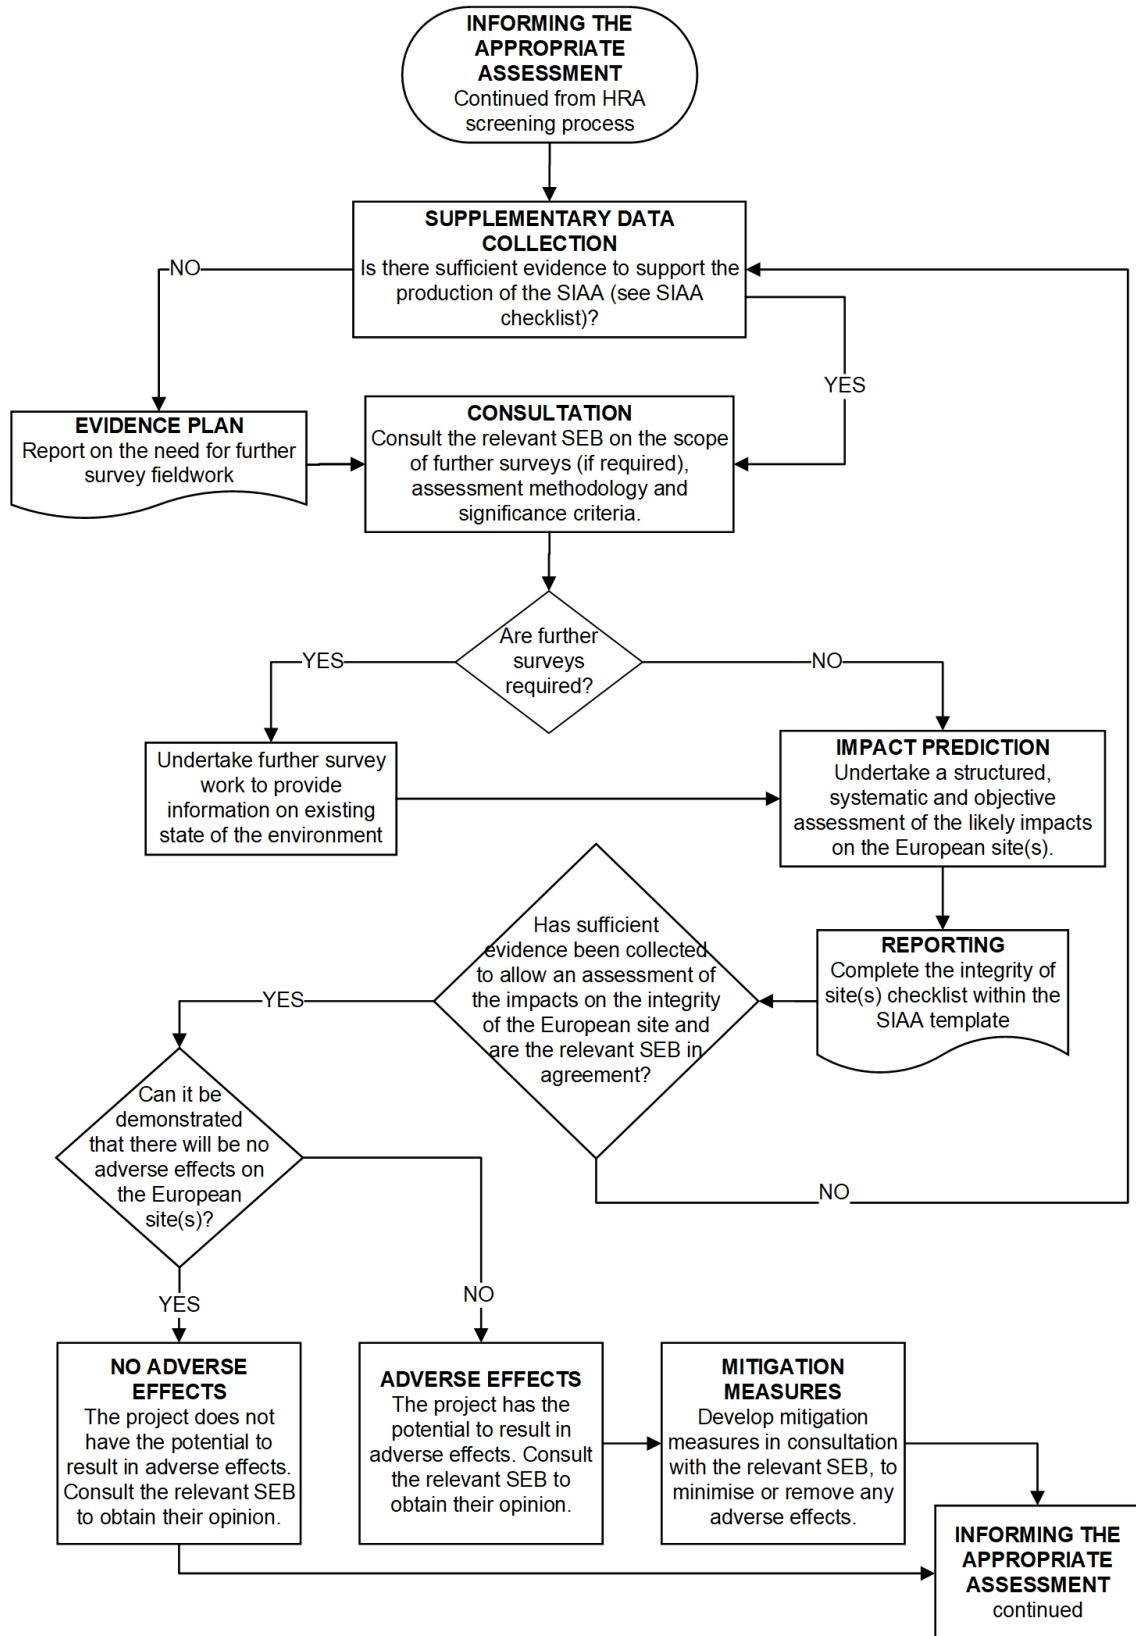 INFORMING THE
APPROPRIATE
ASSESSMENT
Continued from HRA
screening process
SUPPLEMENTARY DATA
COLLECTION
Is there sufficient evidence to support the
production of the SIAA (see SIAA
checklist)?
NO
YES
EVIDENCE PLAN
Report on the need for further
survey fieldwork
CONSULTATION
Consult the relevant SEB on the scope
of further surveys (if required),
assessment methodology and
significance criteria.
Are further
surveys
required?
YES
NO
Undertake further survey
work to provide
information on existing
state of the environment
IMPACT PREDICTION
Undertake a structured,
systematic and objective
assessment of the likely impacts
on the European site(s).
REPORTING
Complete the integrity of
site(s) checklist within the
SIAA template
Has sufficient
evidence been collected
to allow an assessment of
the impacts on the integrity
of the European site and
are the relevant SEB in
agreement?
YES
NO
Can it be
demonstrated
that there will be no
adverse effects on
the European
site(s)?
YES
NO
NO ADVERSE
EFFECTS
The project does not
have the potential to
result in adverse effects.
Consult the relevant SEB
to obtain their opinion.
ADVERSE EFFECTS
The project has the
potential to result in
adverse effects. Consult
the relevant SEB to
obtain their opinion.
MITIGATION
MEASURES
Develop mitigation
measures in consultation
with the relevant SEB, to
minimise or remove any
adverse effects.
INFORMING THE
APPROPRIATE
ASSESSMENT
continued